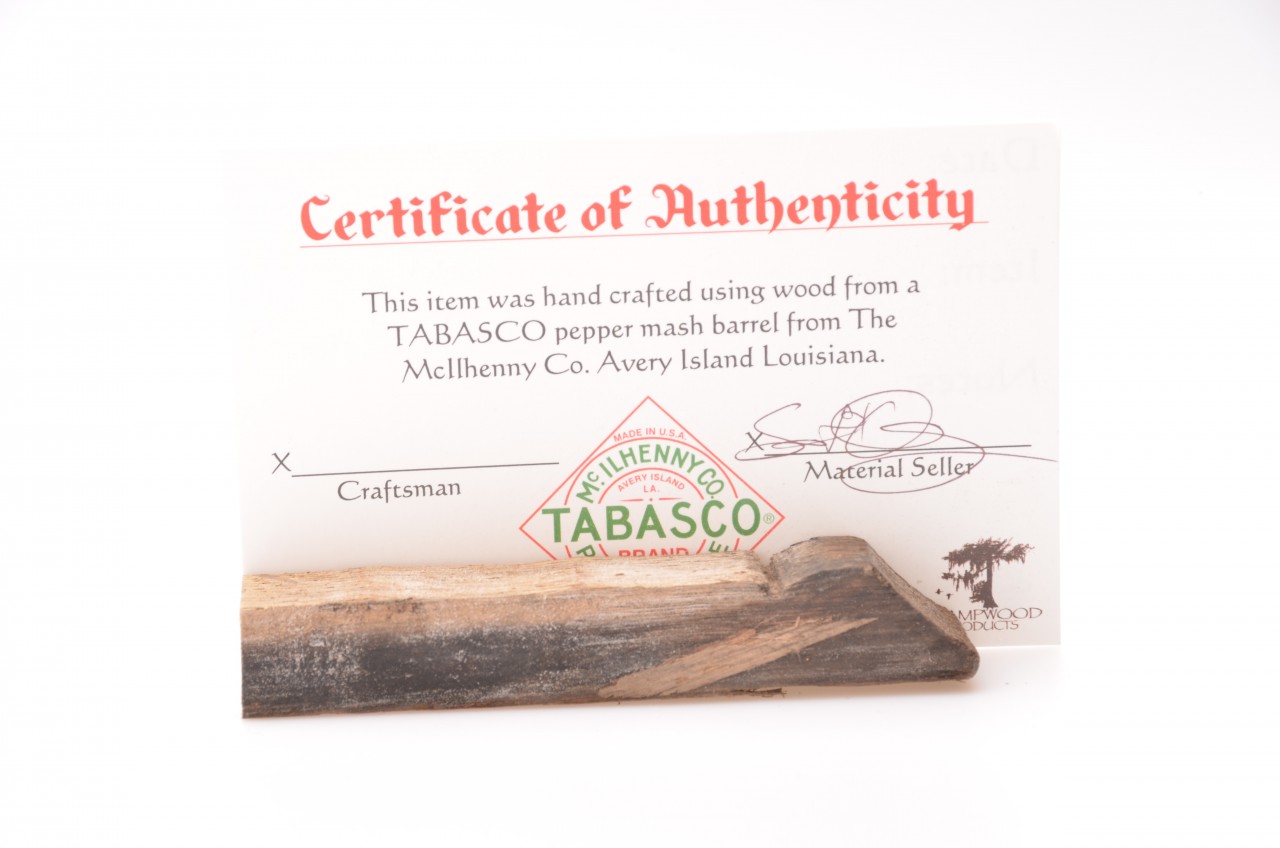 Certificate of Authenticity
This item was hand crafted using wood from a
TABASCO pepper mash barrel from The
McIlhenny Co. Avery Island Louisiana.
X
Craftsman
X
Material Seller
MADE IN U.S.A.
McILHENNY CO.
AVERY ISLAND
LA.
TABASCO®
BRAND